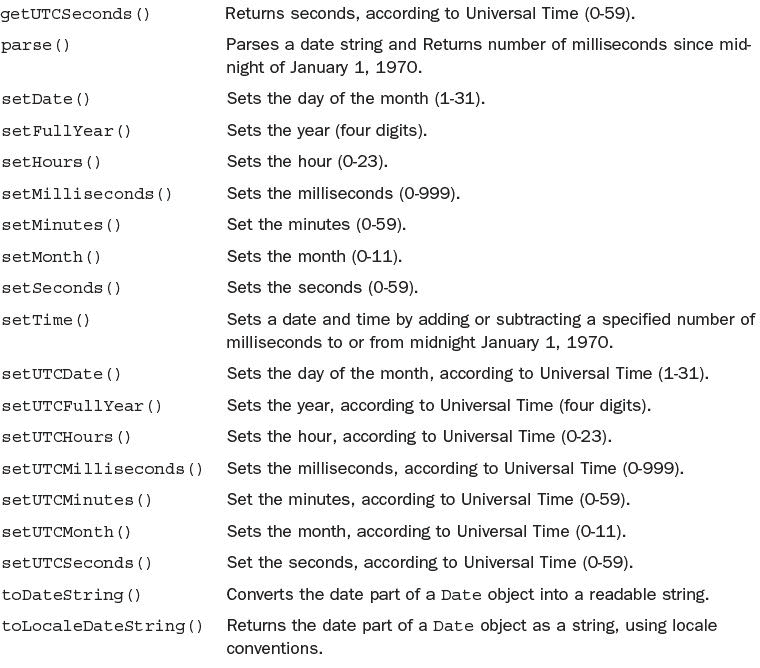 getUTCSeconds() Returns seconds, according to Universal Time (0-59).
parse() Parses a date string and Returns number of milliseconds since mid-
night of January 1, 1970.
setDate() Sets the day of the month (1-31).
setFullYear() Sets the year (four digits).
setHours() Sets the hour (0-23).
setMilliseconds() Sets the milliseconds (0-999).
setMinutes() Set the minutes (0-59).
setMonth() Sets the month (0-11).
setSeconds() Sets the seconds (0-59).
setTime() Sets a date and time by adding or subtracting a specified number of
milliseconds to or from midnight January 1, 1970.
setUTCDate() Sets the day of the month, according to Universal Time (1-31).
setUTCFullYear() Sets the year, according to Universal Time (four digits).
setUTCHours() Sets the hour, according to Universal Time (0-23).
setUTCMilliseconds() Sets the milliseconds, according to Universal Time (0-999).
setUTCMinutes() Set the minutes, according to Universal Time (0-59).
setUTCMonth() Sets the month, according to Universal Time (0-11).
setUTCSeconds() Set the seconds, according to Universal Time (0-59).
toDateString() Converts the date part of a Date object into a readable string.
toLocaleDateString() Returns the date part of a Date object as a string, using locale
conventions.